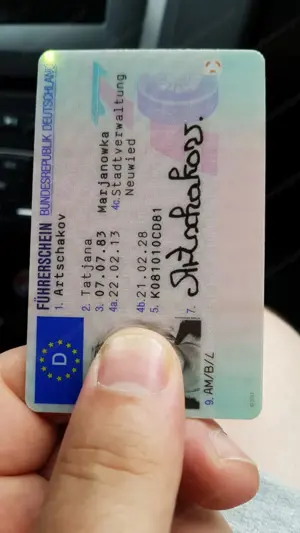 FÜHRERSCHEIN BUNDESREPUBLIK DEUTSCHLAND
1. Artschakov
2. Tatjana
3. 07.07.83 Marjanowka
4a. 22.02.13 4c. Stadtverwaltung
Neuwied
4b. 21.02.28
5. K081010CD81
7. Artschakov.
9. AM/B/L
D